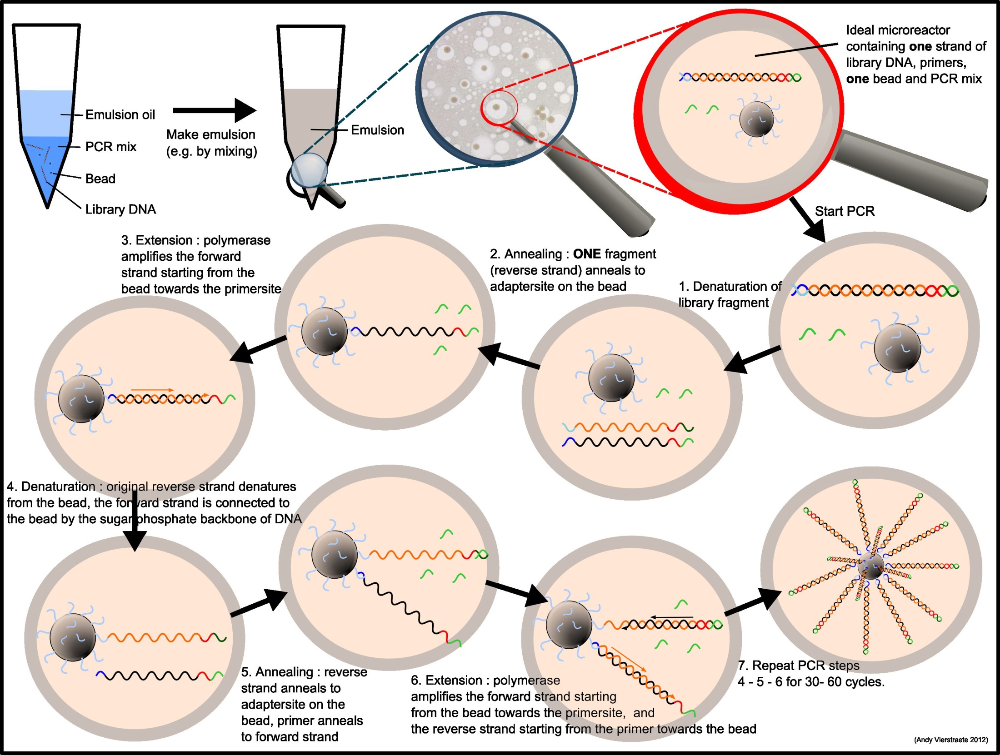 Emulsion oil
PCR mix
Bead
Library DNA
Make emulsion
(e.g. by mixing)
Emulsion
Ideal microreactor
containing one strand of
library DNA, primers,
one bead and PCR mix
Start PCR
1. Denaturation of
library fragment
2. Annealing : ONE fragment
(reverse strand) anneals to
adaptersite on the bead
3. Extension : polymerase
amplifies the forward
strand starting from the
bead towards the primersite
4. Denaturation : original reverse strand denatures
from the bead, the forward strand is connected to
the bead by the sugar phosphate backbone of DNA
5. Annealing : reverse
strand anneals to
adaptersite on the
bead, primer anneals
to forward strand
6. Extension : polymerase
amplifies the forward strand starting
from the bead towards the primersite, and
the reverse strand starting from the primer towards the bead
7. Repeat PCR steps
4 - 5 - 6 for 30- 60 cycles.
(Andy Vierstraete 2012)